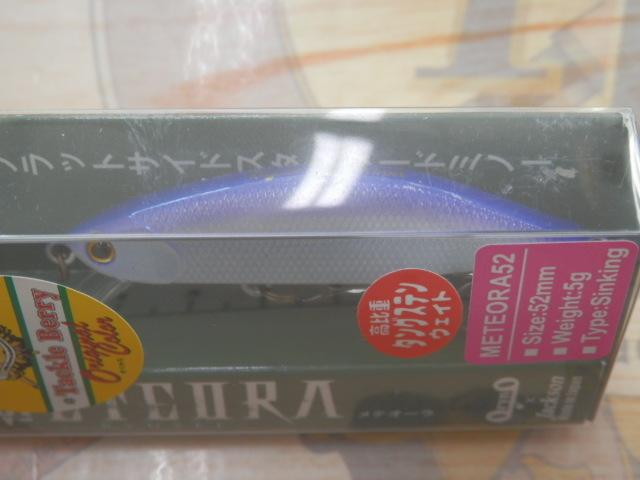 ラットサイドスタ ードミノー
METEORA52
■ Size:52mm
■ Weight:5g
■ Type:Sinking
高比重
タングステン
ウェイト
Tackle Berry
Original
Color
ETEORA メテオーラ
Jackson